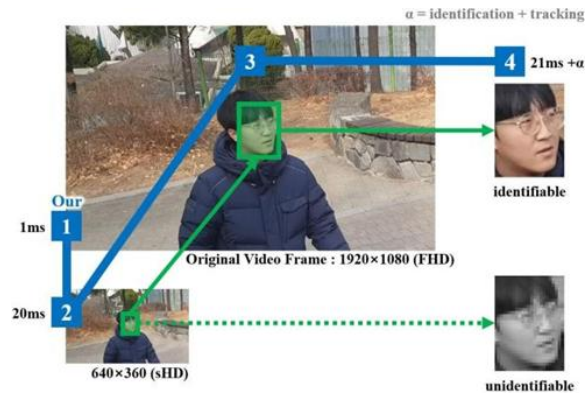 α = identification + tracking
3
4
21ms +α
identifiable
Our
1ms
1
Original Video Frame : 1920×1080 (FHD)
20ms
2
640×360 (sHD)
unidentifiable